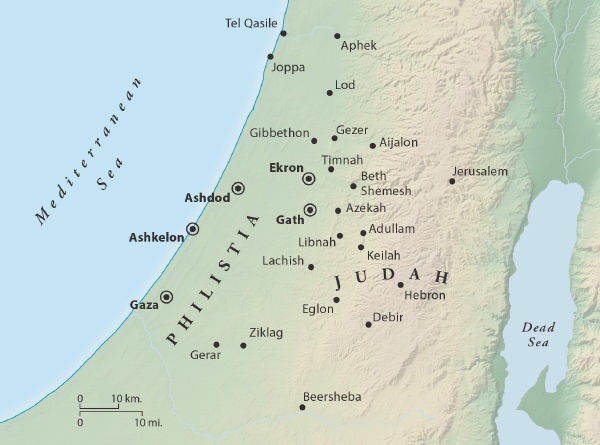 Tel Qasile
Aphek
Joppa
Lod
Mediterranean
Sea
Gibbethon
Gezer
Aijalon
Timnah
Ekron
Beth
Shemesh
Jerusalem
Ashdod
Gath
Azekah
Ashkelon
Adullam
Libnah
Keilah
PHILISTIA
Lachish
JUDAH
Hebron
Gaza
Eglon
Debir
Dead
Sea
Ziklag
Gerar
Beersheba
0 10 km.
0 10 mi.